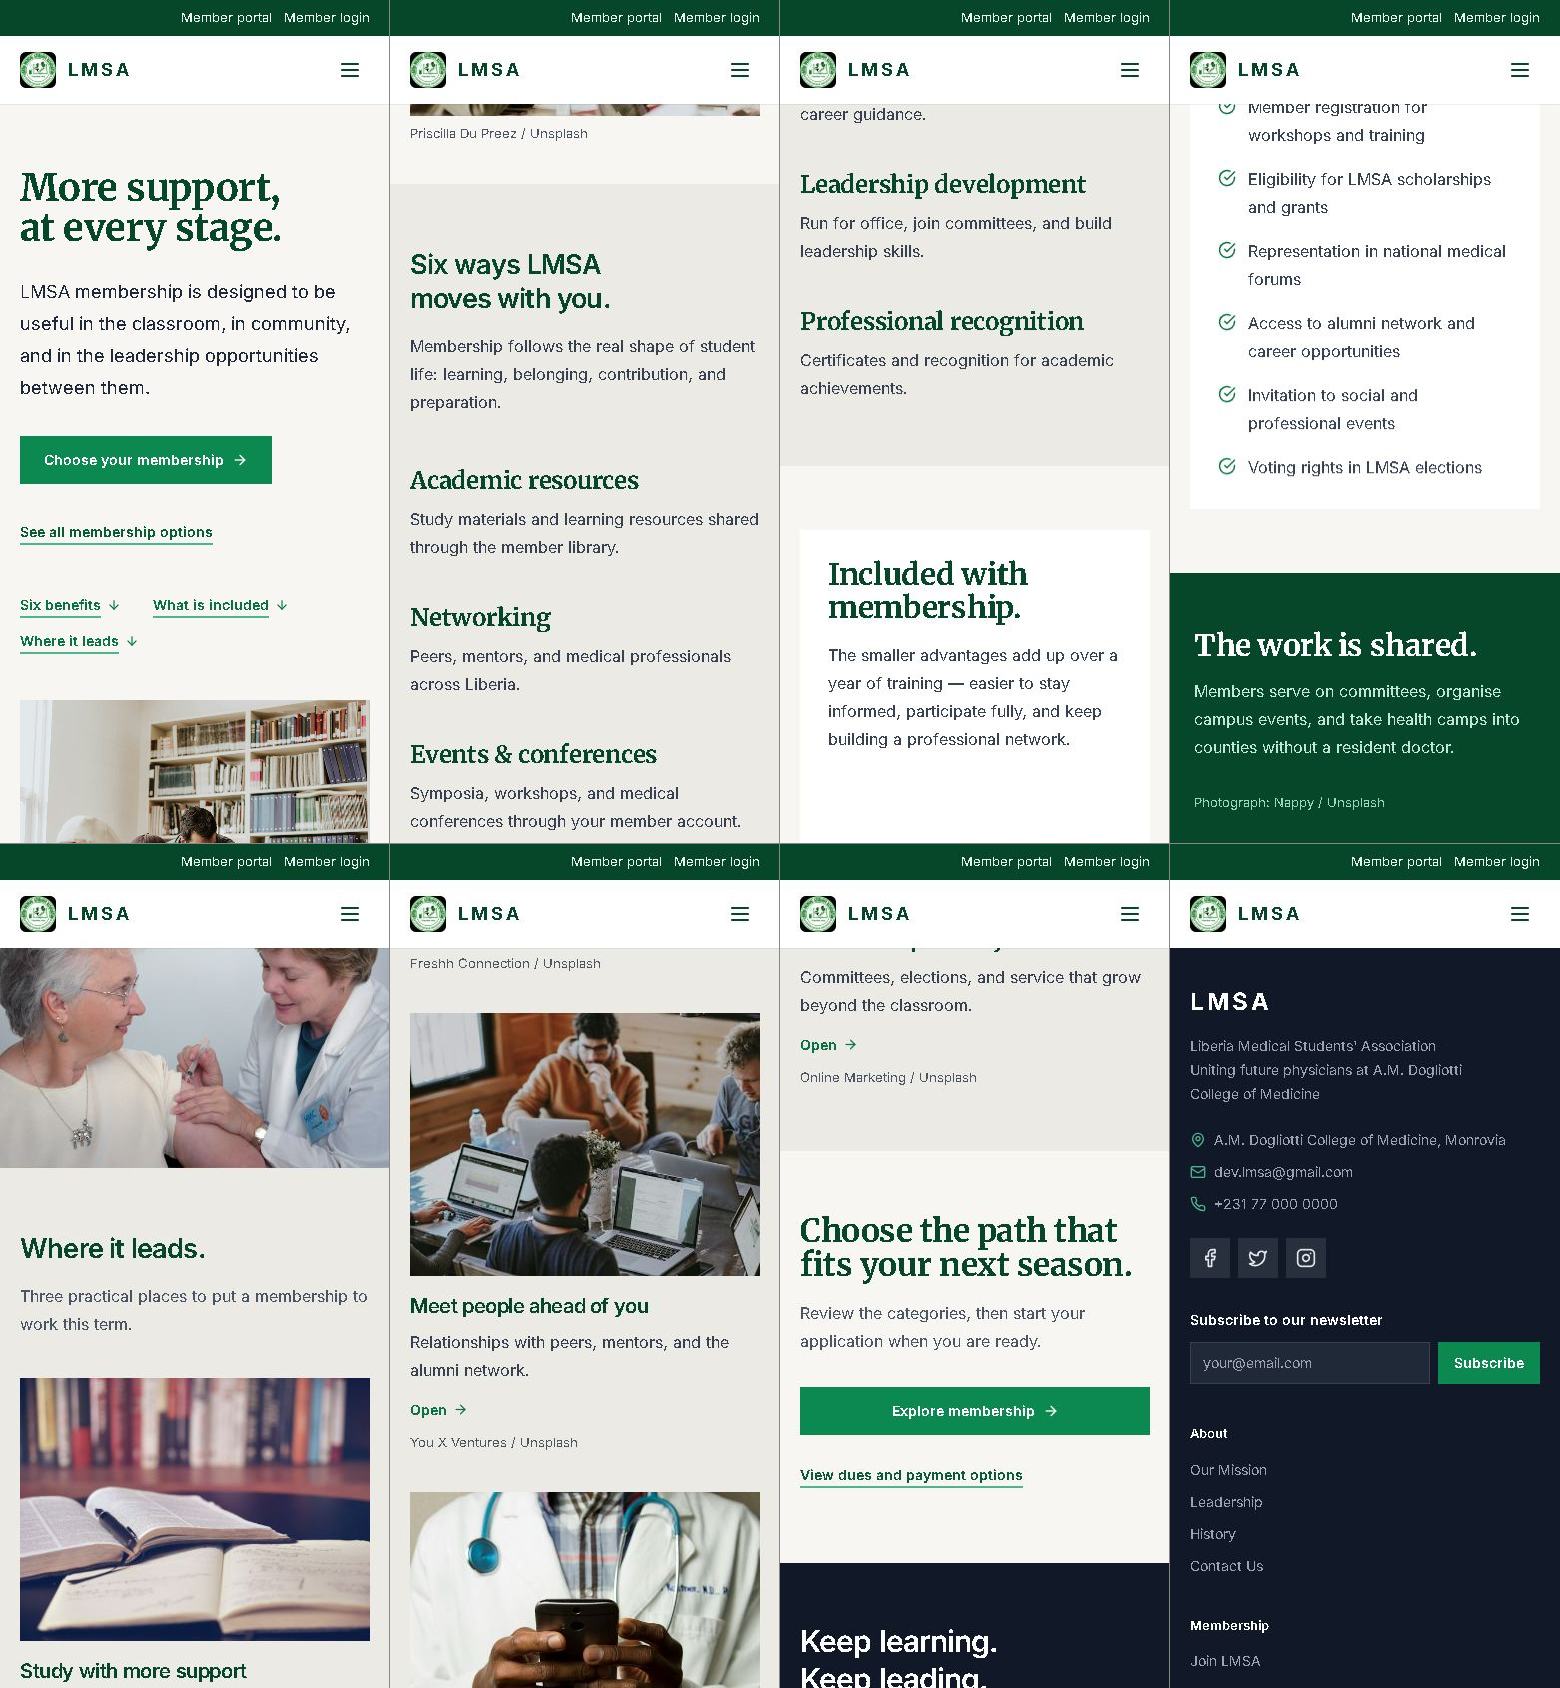 Member portal Member login
LMSA
More support,
at every stage.
LMSA membership is designed to be
useful in the classroom, in community,
and in the leadership opportunities
between them.
Choose your membership
See all membership options
Six benefits
What is included
Where it leads
Member portal Member login
LMSA
Priscilla Du Preez / Unsplash
Six ways LMSA
moves with you.
Membership follows the real shape of student
life: learning, belonging, contribution, and
preparation.
Academic resources
Study materials and learning resources shared
through the member library.
Networking
Peers, mentors, and medical professionals
across Liberia.
Events & conferences
Symposia, workshops, and medical
conferences through your member account.
Member portal Member login
LMSA
career guidance.
Leadership development
Run for office, join committees, and build
leadership skills.
Professional recognition
Certificates and recognition for academic
achievements.
Included with
membership.
The smaller advantages add up over a
year of training — easier to stay
informed, participate fully, and keep
building a professional network.
Member portal Member login
LMSA
Member registration for
workshops and training
Eligibility for LMSA scholarships
and grants
Representation in national medical
forums
Access to alumni network and
career opportunities
Invitation to social and
professional events
Voting rights in LMSA elections
The work is shared.
Members serve on committees, organise
campus events, and take health camps into
counties without a resident doctor.
Photograph: Nappy / Unsplash
Member portal Member login
LMSA
Where it leads.
Three practical places to put a membership to
work this term.
Study with more support
Member portal Member login
LMSA
Freshh Connection / Unsplash
Meet people ahead of you
Relationships with peers, mentors, and the
alumni network.
Open
You X Ventures / Unsplash
Member portal Member login
LMSA
Committees, elections, and service that grow
beyond the classroom.
Open
Online Marketing / Unsplash
Choose the path that
fits your next season.
Review the categories, then start your
application when you are ready.
Explore membership
View dues and payment options
Keep learning.
Keep leading.
Member portal Member login
LMSA
LMSA
Liberia Medical Students' Association
Uniting future physicians at A.M. Dogliotti
College of Medicine
A.M. Dogliotti College of Medicine, Monrovia
dev.lmsa@gmail.com
+231 77 000 0000
Subscribe to our newsletter
your@email.com
Subscribe
About
Our Mission
Leadership
History
Contact Us
Membership
Join LMSA